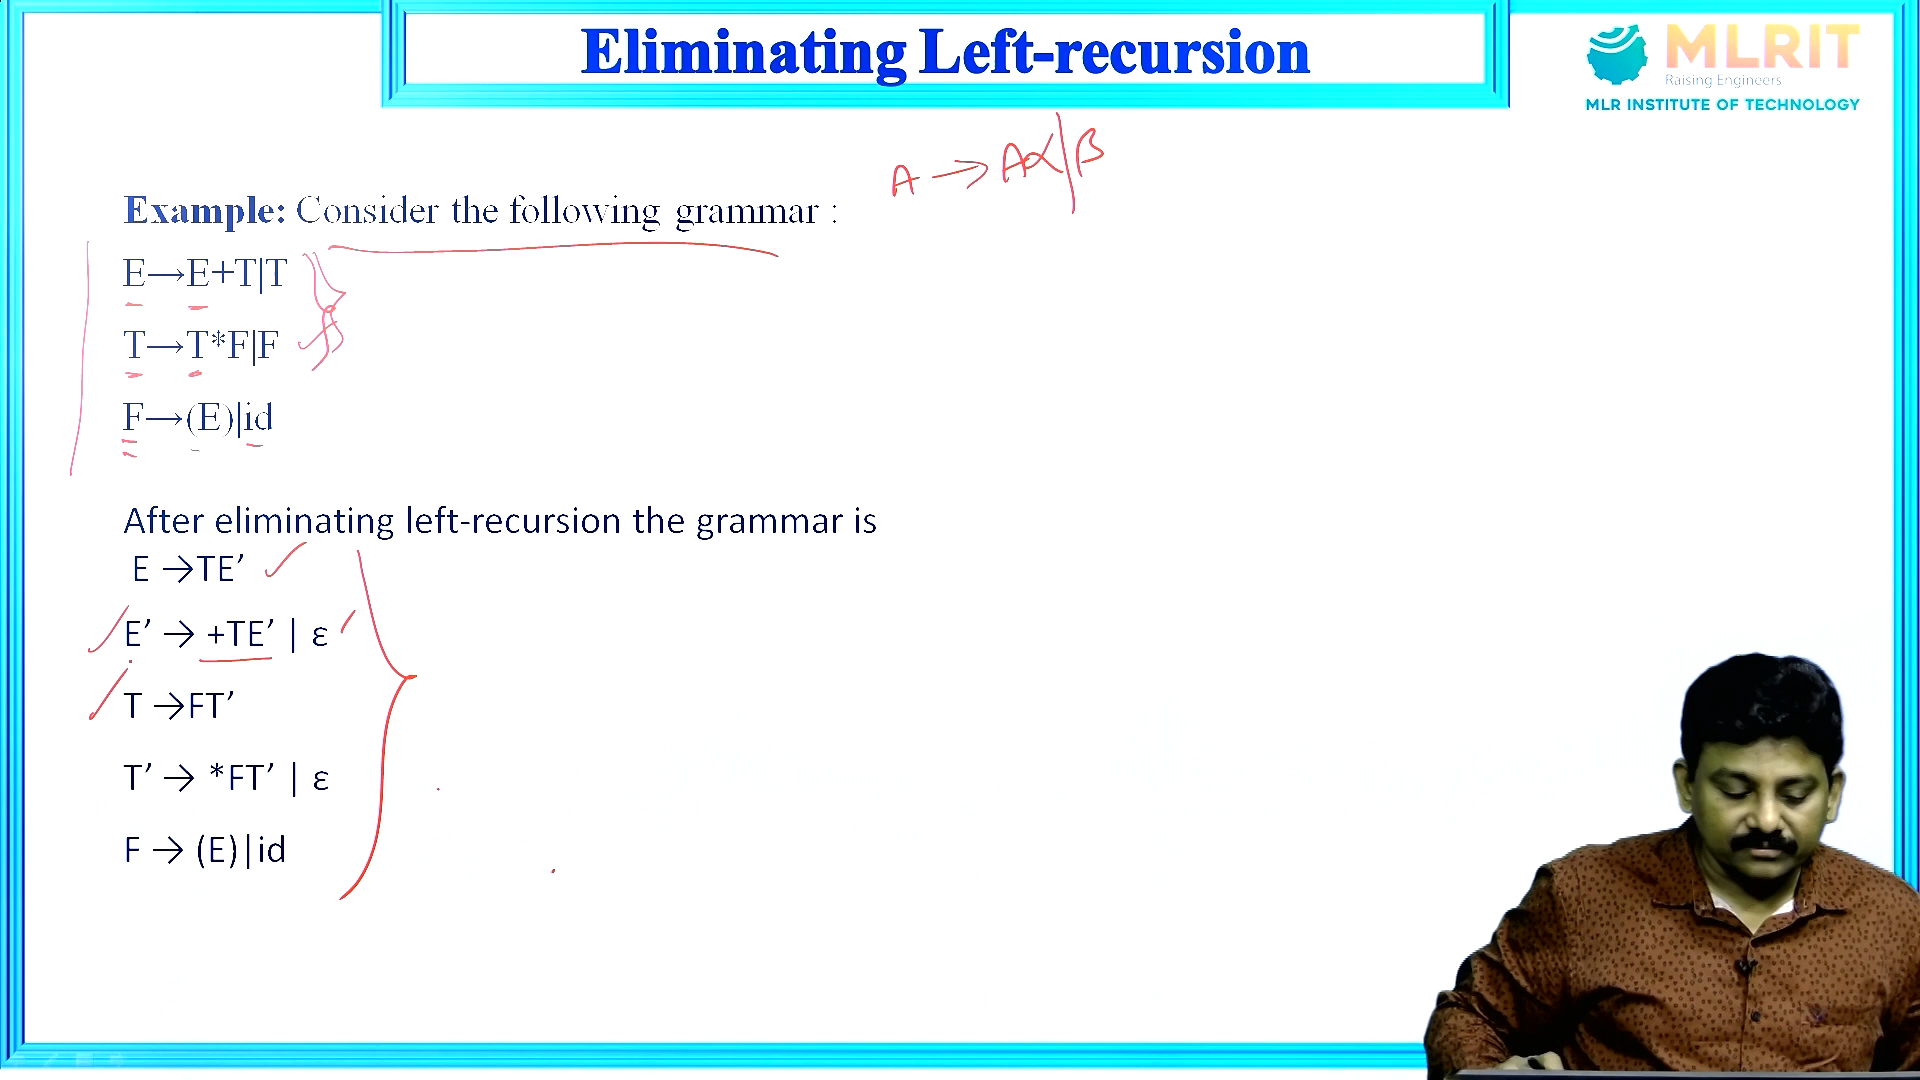 Eliminating Left-recursion
MLRIT
Raising Engineers
MLR INSTITUTE OF TECHNOLOGY
A → Aα|β
Example: Consider the following grammar :
E→E+T|T
T→T*F|F
F→(E)|id
After eliminating left-recursion the grammar is
E →TE’
E’ → +TE’ | ε
T →FT’
T’ → *FT’ | ε
F → (E)|id